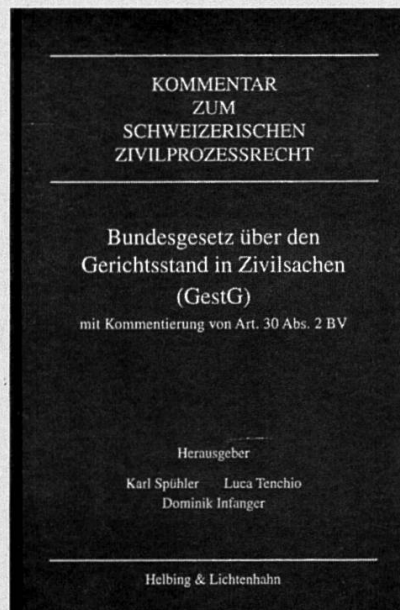 KOMMENTAR
ZUM
SCHWEIZERISCHEN
ZIVILPROZESSRECHT
Bundesgesetz über den
Gerichtsstand in Zivilsachen
(GestG)
mit Kommentierung von Art. 30 Abs. 2 BV
Herausgeber
Karl Spühler Luca Tenchio
Dominik Infanger
Helbing & Lichtenhahn